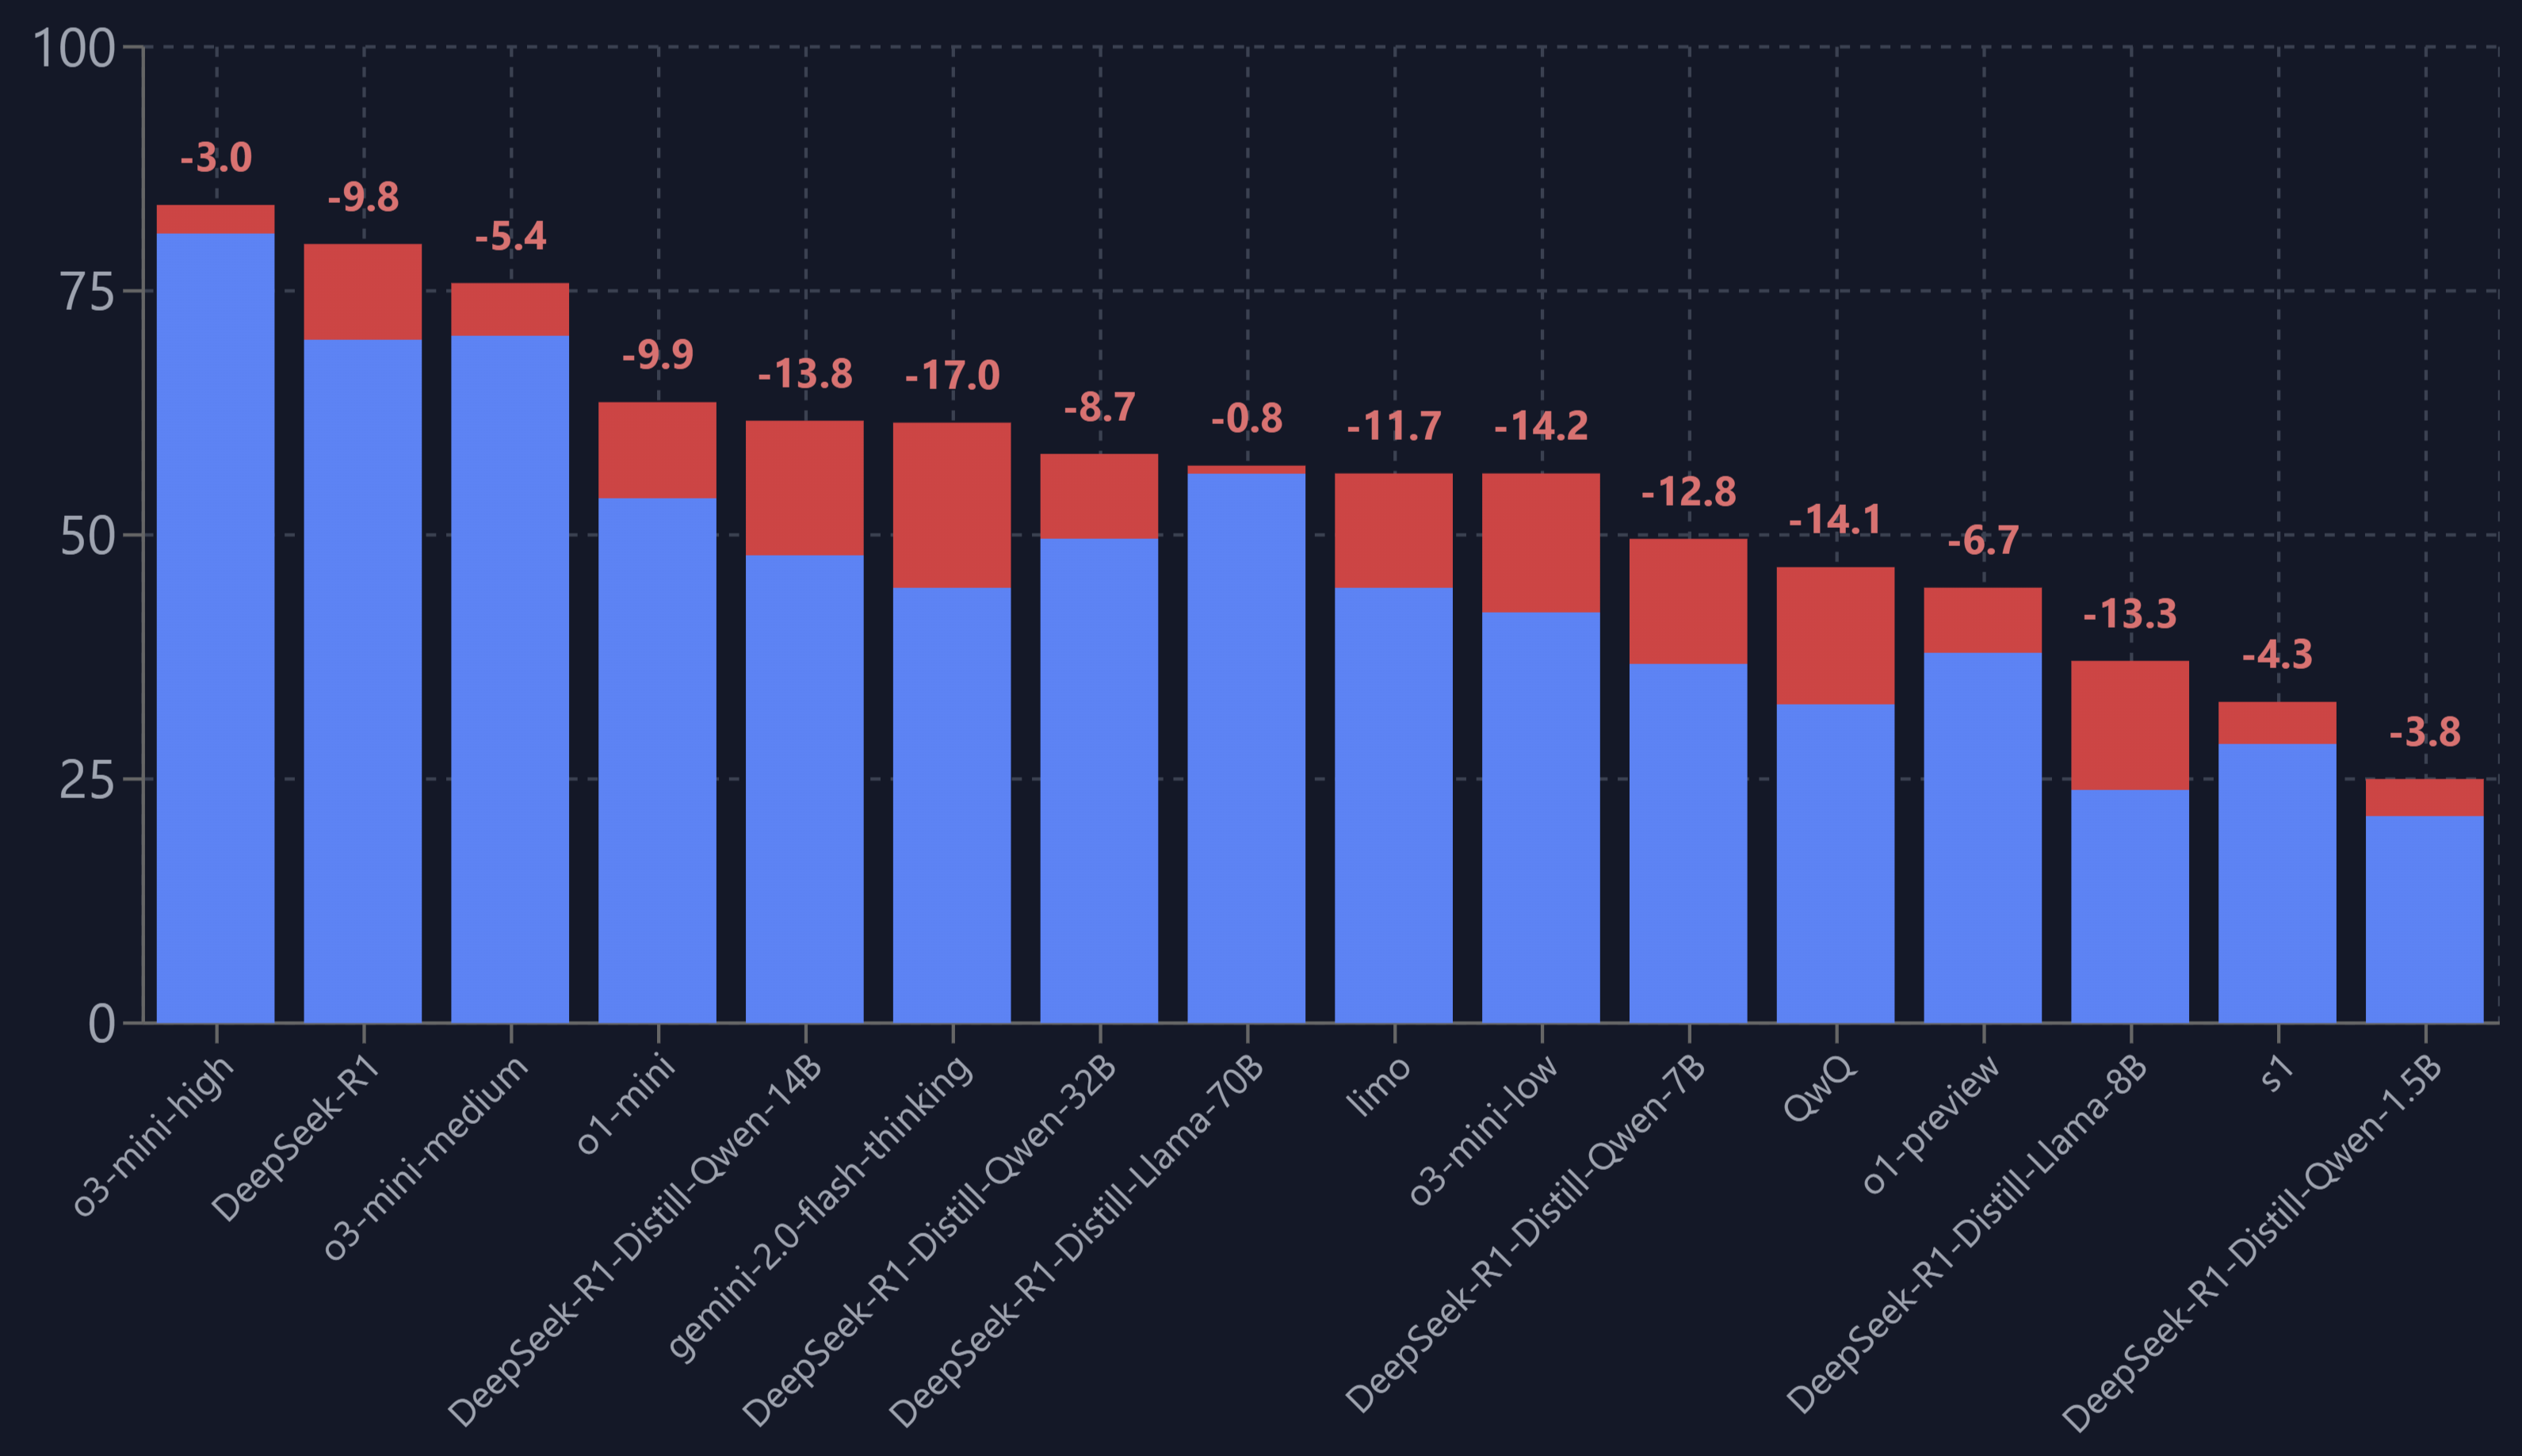 100
75
50
25
0
-3.0
-9.8
-5.4
-9.9
-13.8
-17.0
-8.7
-0.8
-11.7
-14.2
-12.8
-14.1
-6.7
-13.3
-4.3
-3.8
o3-mini-high
DeepSeek-R1
o3-mini-medium
o1-mini
DeepSeek-R1-Distill-Qwen-14B
gemini-2.0-flash-thinking
DeepSeek-R1-Distill-Qwen-32B
DeepSeek-R1-Distill-Llama-70B
limo
o3-mini-low
DeepSeek-R1-Distill-Qwen-7B
QwQ
o1-preview
DeepSeek-R1-Distill-Llama-8B
s1
DeepSeek-R1-Distill-Qwen-1.5B